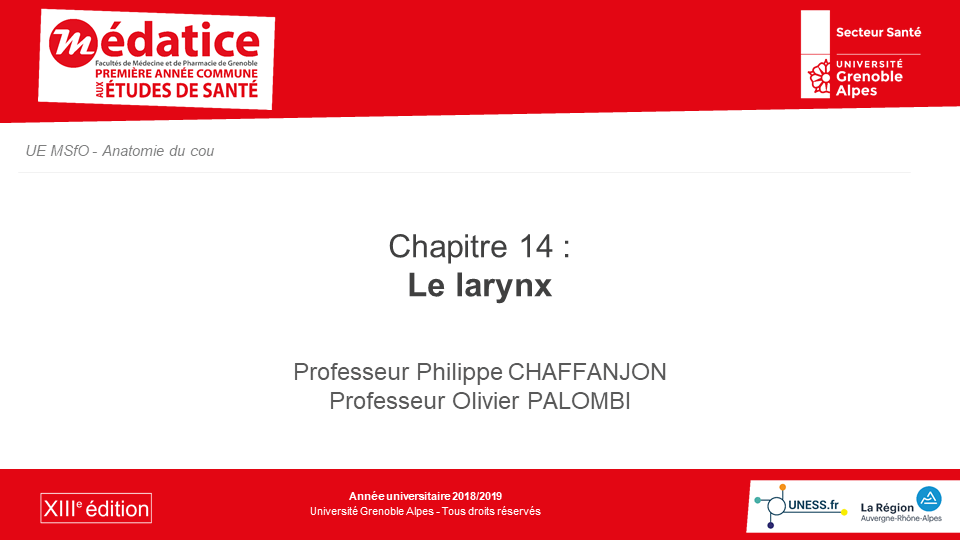 médatice
Facultés de Médecine et de Pharmacie de Grenoble
PREMIÈRE ANNÉE COMMUNE
AUX ÉTUDES DE SANTÉ
Secteur Santé
UNIVERSITÉ
Grenoble
Alpes
UE MSfO - Anatomie du cou
Chapitre 14 :
Le larynx
Professeur Philippe CHAFFANJON
Professeur Olivier PALOMBI
XIIIe édition
Année universitaire 2018/2019
Université Grenoble Alpes - Tous droits réservés
UNESS.fr
La Région
Auvergne-Rhône-Alpes